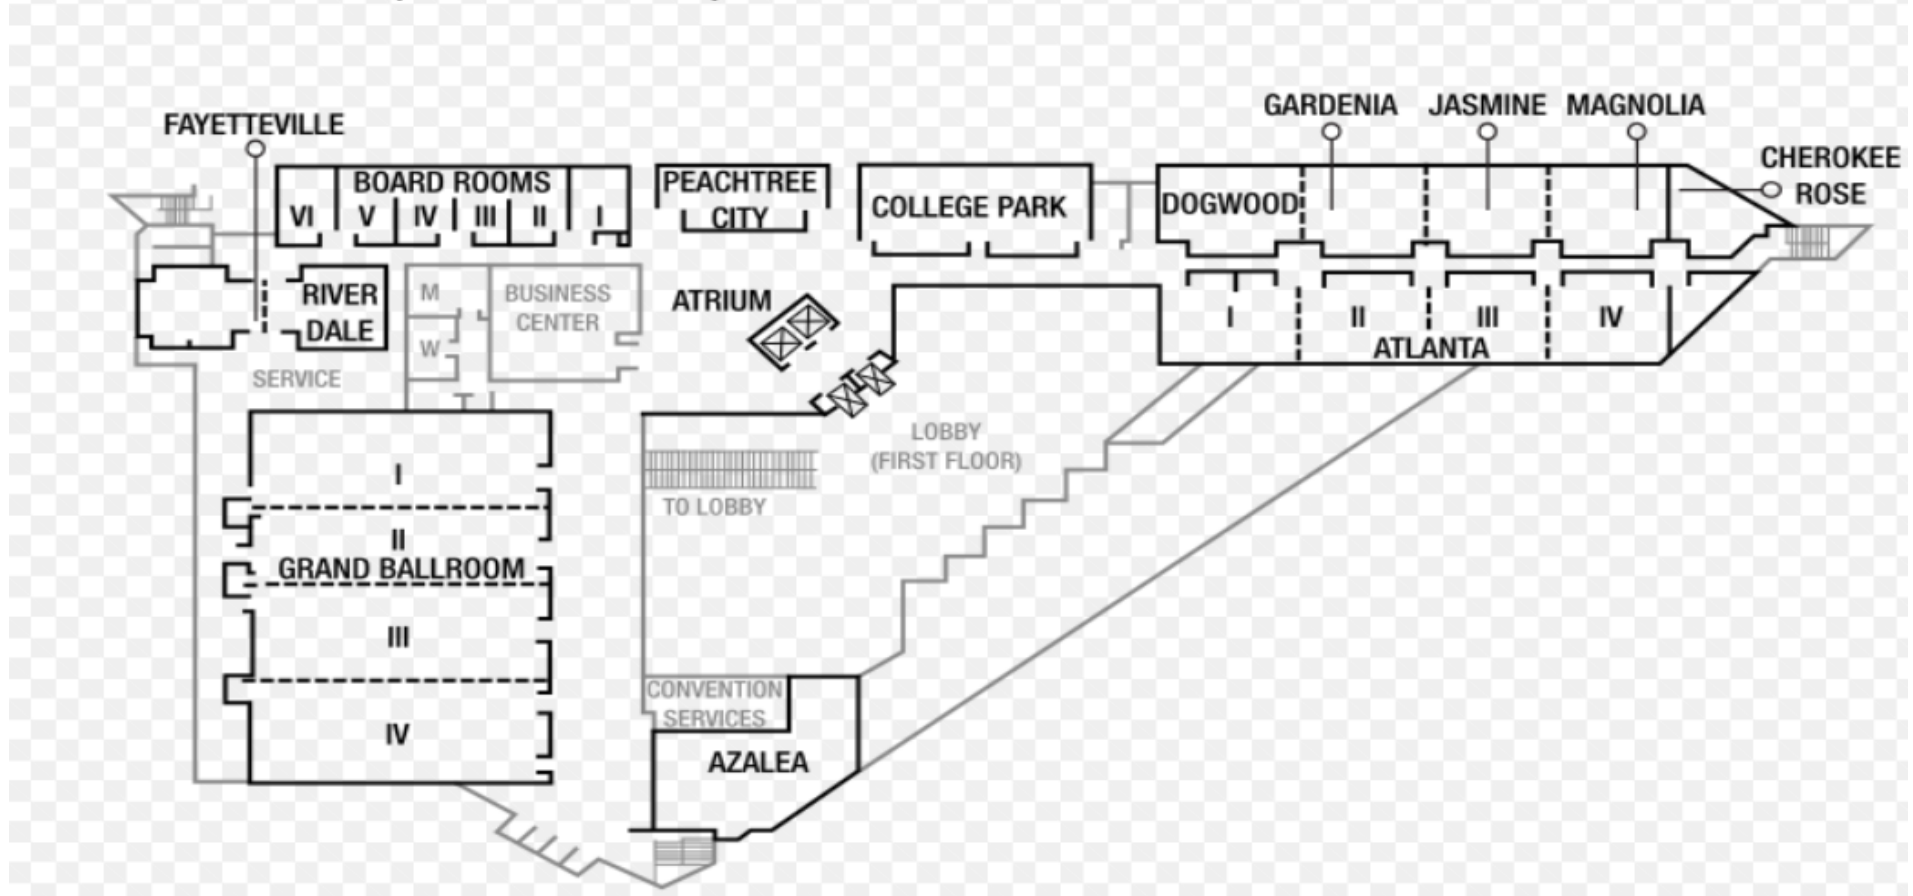 GARDENIA JASMINE MAGNOLIA
FAYETTEVILLE
CHEROKEE
ROSE
BOARD ROOMS
VI V IV III II I
PEACHTREE
CITY
COLLEGE PARK
DOGWOOD
RIVER
DALE
M
W
BUSINESS
CENTER
ATRIUM
I II III IV
ATLANTA
SERVICE
LOBBY
(FIRST FLOOR)
TO LOBBY
I
II
GRAND BALLROOM
III
IV
CONVENTION
SERVICES
AZALEA